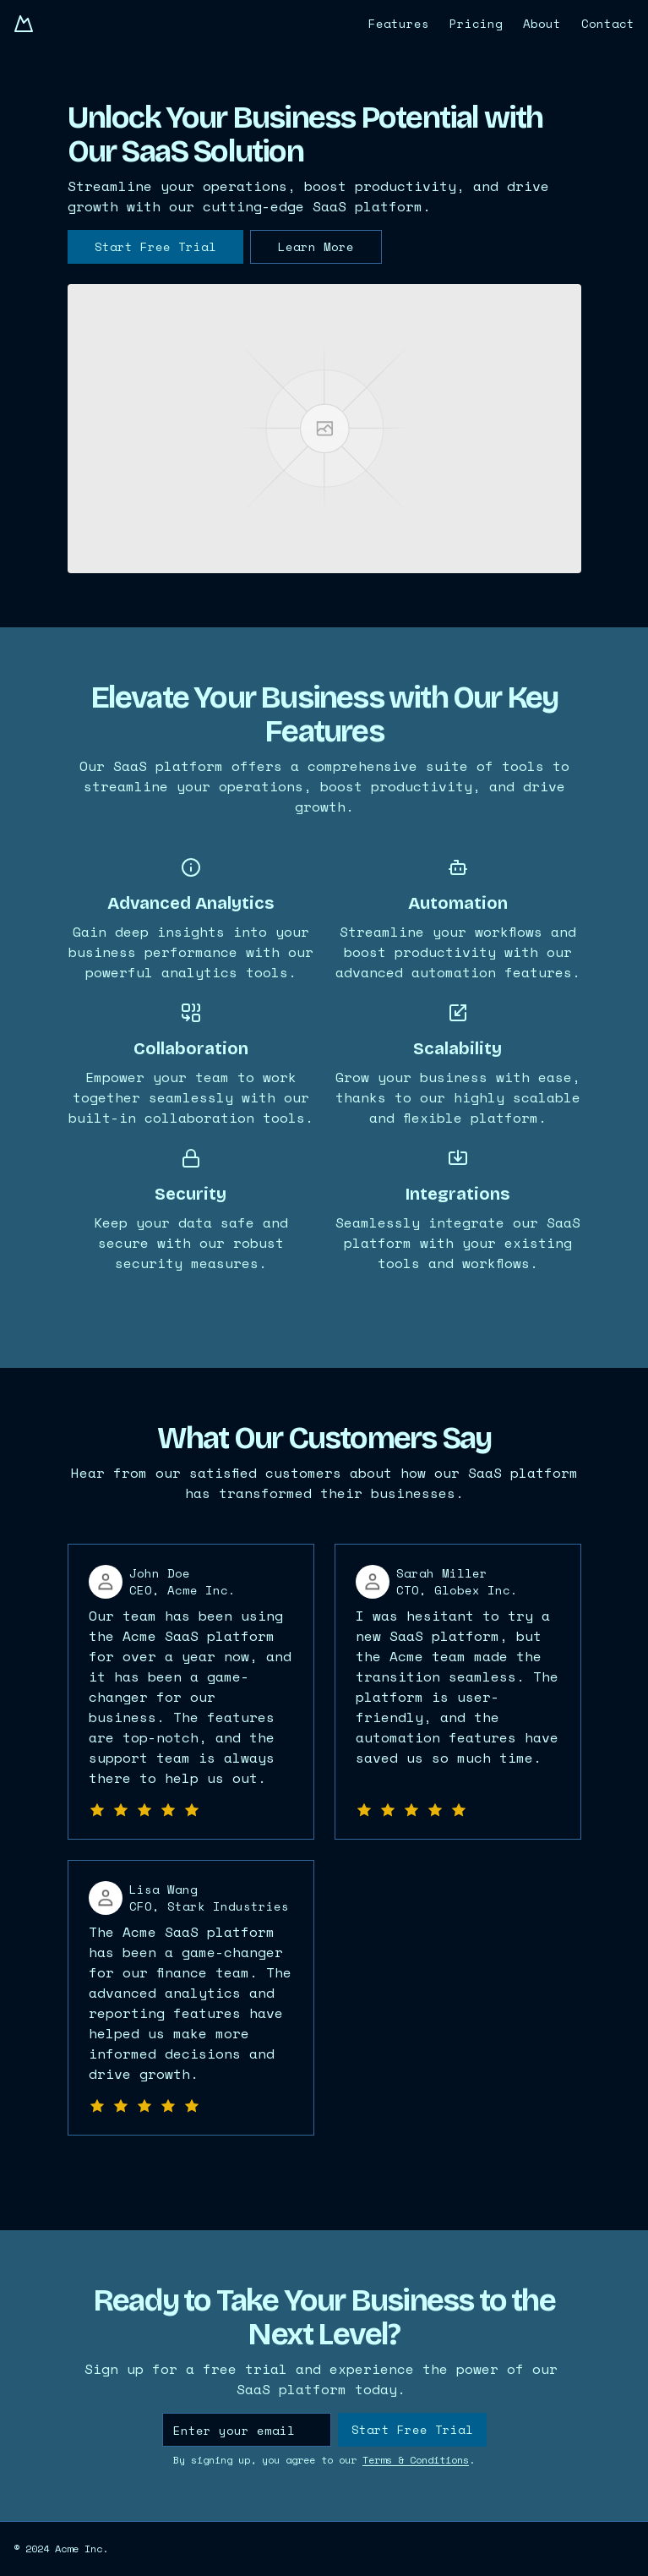 Features Pricing About Contact
Unlock Your Business Potential with
Our SaaS Solution
Streamline your operations, boost productivity, and drive
growth with our cutting-edge SaaS platform.
Start Free Trial Learn More
Elevate Your Business with Our Key
Features
Our SaaS platform offers a comprehensive suite of tools to
streamline your operations, boost productivity, and drive
growth.
Advanced Analytics
Gain deep insights into your
business performance with our
powerful analytics tools.
Automation
Streamline your workflows and
boost productivity with our
advanced automation features.
Collaboration
Empower your team to work
together seamlessly with our
built-in collaboration tools.
Scalability
Grow your business with ease,
thanks to our highly scalable
and flexible platform.
Security
Keep your data safe and
secure with our robust
security measures.
Integrations
Seamlessly integrate our SaaS
platform with your existing
tools and workflows.
What Our Customers Say
Hear from our satisfied customers about how our SaaS platform
has transformed their businesses.
John Doe
CEO, Acme Inc.
Our team has been using
the Acme SaaS platform
for over a year now, and
it has been a game-
changer for our
business. The features
are top-notch, and the
support team is always
there to help us out.
Sarah Miller
CTO, Globex Inc.
I was hesitant to try a
new SaaS platform, but
the Acme team made the
transition seamless. The
platform is user-
friendly, and the
automation features have
saved us so much time.
Lisa Wang
CFO, Stark Industries
The Acme SaaS platform
has been a game-changer
for our finance team. The
advanced analytics and
reporting features have
helped us make more
informed decisions and
drive growth.
Ready to Take Your Business to the
Next Level?
Sign up for a free trial and experience the power of our
SaaS platform today.
Enter your email Start Free Trial
By signing up, you agree to our Terms & Conditions.
© 2024 Acme Inc.